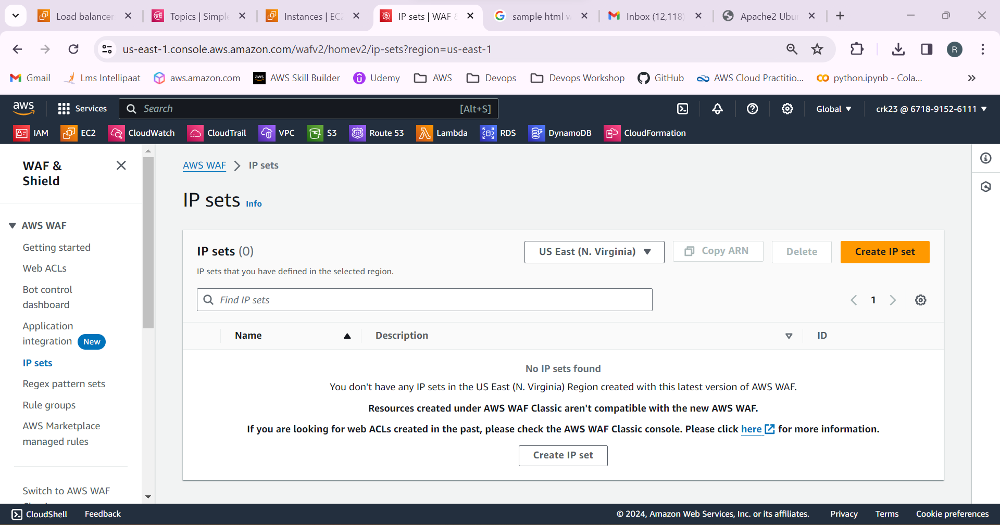 Load balancer
Topics | Simple
Instances | EC2
IP sets | WAF &
sample html w
Inbox (12,118)
Apache2 Ubu
us-east-1.console.aws.amazon.com/wafv2/homev2/ip-sets?region=us-east-1
R
Gmail
Lms Intellipaat
aws.amazon.com
aws
AWS Skill Builder
Udemy
AWS
Devops
Devops Workshop
GitHub
AWS Cloud Practitio...
python.ipynb - Cola...
aws
Services
Search
[Alt+S]
Global
crk23 @ 6718-9152-6111
IAM
EC2
CloudWatch
CloudTrail
VPC
S3
Route 53
Lambda
RDS
DynamoDB
CloudFormation
WAF &
Shield
AWS WAF
Getting started
Web ACLs
Bot control
dashboard
Application
integration New
IP sets
Regex pattern sets
Rule groups
AWS Marketplace
managed rules
Switch to AWS WAF
AWS WAF > IP sets
IP sets Info
IP sets (0)
US East (N. Virginia)
Copy ARN
Delete
Create IP set
IP sets that you have defined in the selected region.
Find IP sets
1
Name
Description
ID
No IP sets found
You don't have any IP sets in the US East (N. Virginia) Region created with this latest version of AWS WAF.
Resources created under AWS WAF Classic aren't compatible with the new AWS WAF.
If you are looking for web ACLs created in the past, please check the AWS WAF Classic console. Please click here for more information.
Create IP set
CloudShell
Feedback
© 2024, Amazon Web Services, Inc. or its affiliates.
Privacy
Terms
Cookie preferences